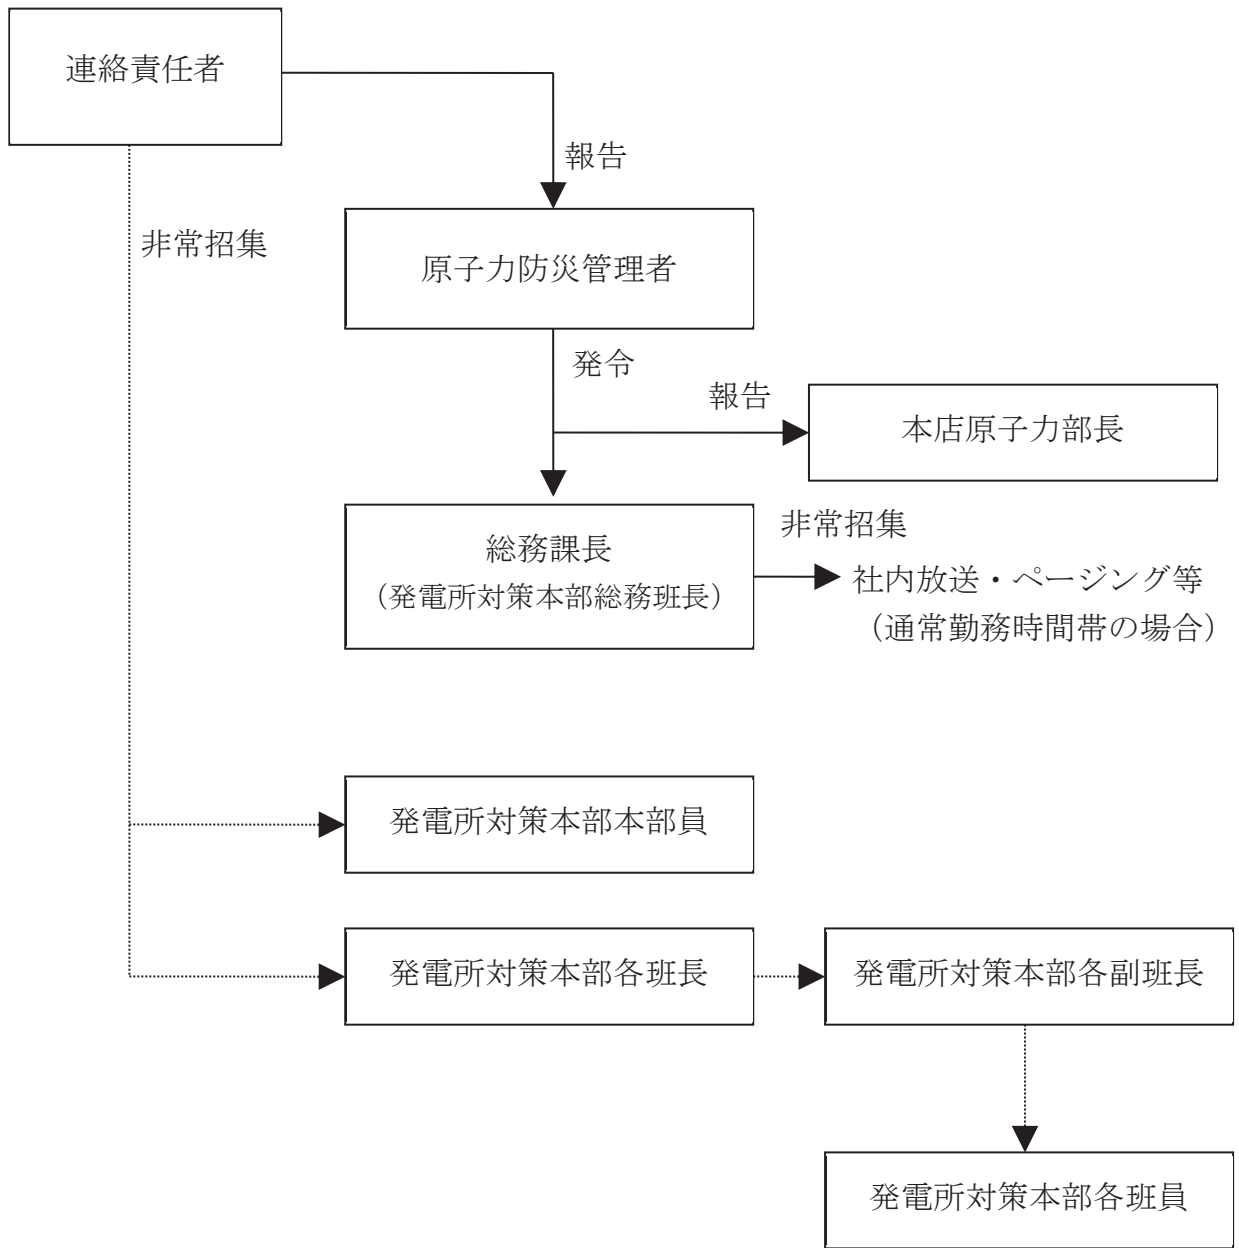 連絡責任者
報告
非常招集
原子力防災管理者
発令
報告
本店原子力部長
総務課長
（発電所対策本部総務班長）
非常招集
社内放送・ページング等
（通常勤務時間帯の場合）
発電所対策本部本部員
発電所対策本部各班長
発電所対策本部各副班長
発電所対策本部各班員